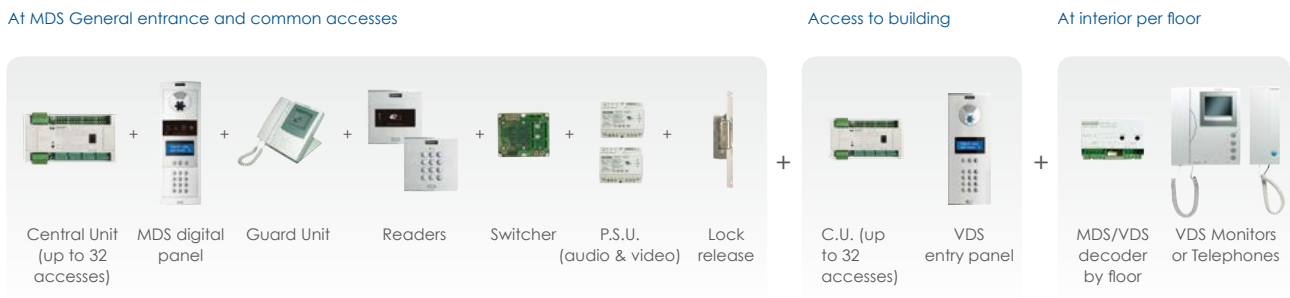 At MDS General entrance and common accesses
Access to building
At interior per floor
+
+
+
+
+
+
+
+
Central Unit
(up to 32
accesses)
MDS digital
panel
Guard Unit
Readers
Switcher
P.S.U.
(audio & video)
Lock
release
C.U. (up
to 32
accesses)
VDS
entry panel
MDS/VDS
decoder
by floor
VDS Monitors
or Telephones